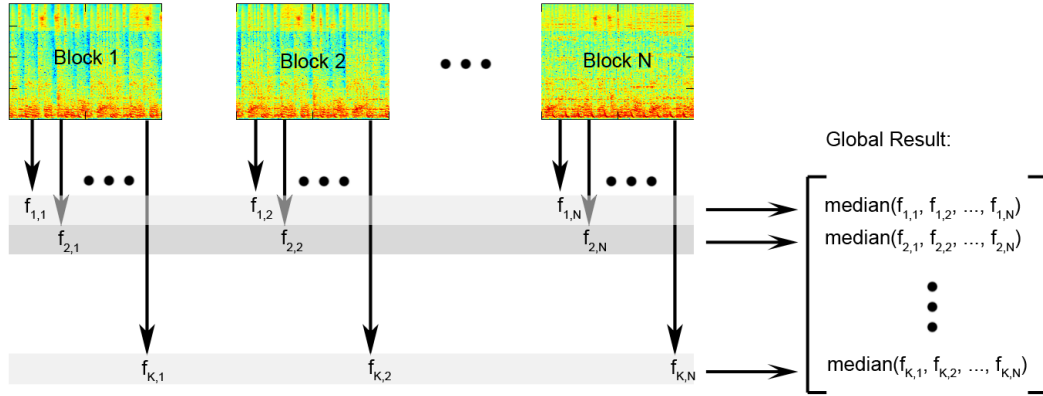 Block 1
Block 2
Block N
Global Result:
f1,1
f1,2
f1,N
median(f1,1, f1,2, ..., f1,N)
f2,1
f2,2
f2,N
median(f2,1, f2,2, ..., f2,N)
fK,1
fK,2
fK,N
median(fK,1, fK,2, ..., fK,N)